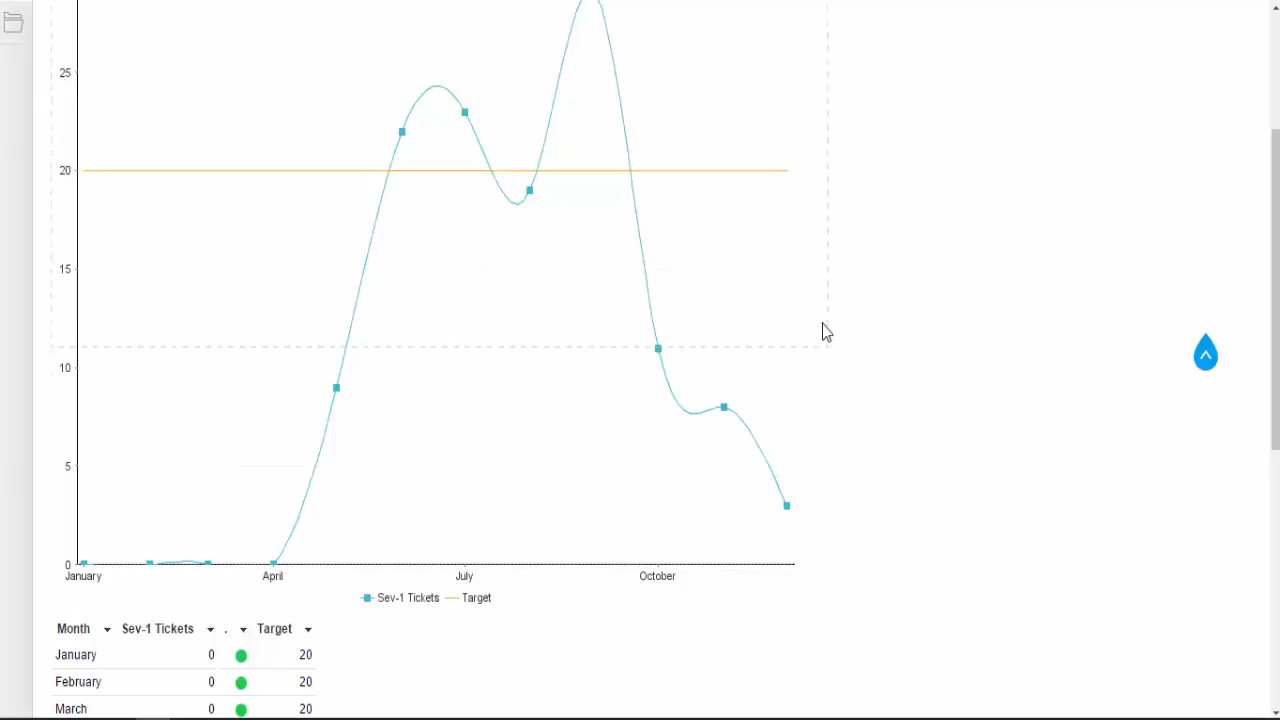 25
20
15
10
5
0
January April July October
Sev-1 Tickets Target
Month Sev-1 Tickets . Target
January 0 20
February 0 20
March 0 20